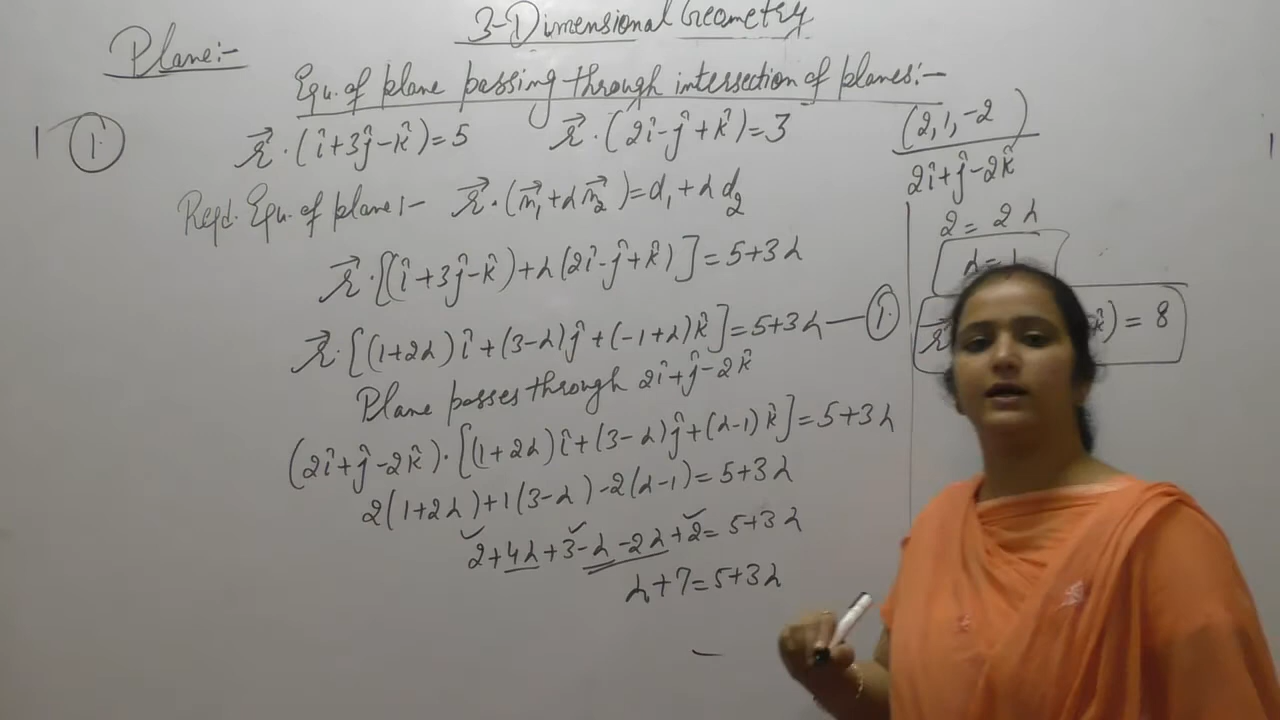 3-Dimensional Geometry
Plane:-
Equ. of plane passing through intersection of planes:-
① r⃗·(î+3ĵ-k̂)=5 r⃗·(2î-ĵ+k̂)=3
Reqd. Equ. of plane:- r⃗·(n⃗₁+λn⃗₂)=d₁+λd₂
r⃗·[(î+3ĵ-k̂)+λ(2î-ĵ+k̂)]=5+3λ
r⃗·[(1+2λ)î+(3-λ)ĵ+(-1+λ)k̂]=5+3λ—①
Plane passes through 2î+ĵ-2k̂
(2î+ĵ-2k̂)·[(1+2λ)î+(3-λ)ĵ+(λ-1)k̂]=5+3λ
2(1+2λ)+1(3-λ)-2(λ-1)=5+3λ
2+4λ+3-λ-2λ+2=5+3λ
λ+7=5+3λ
(2,1,-2)
2î+ĵ-2k̂
2=2λ
λ=1
r⃗ k̂)=8